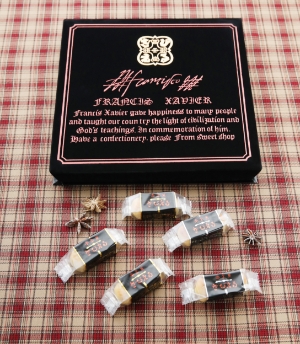 Francisco
FRANCIS XAVIER
Francis Xavier gave happiness to many people
and taught our country the light of civilization and
God's teachings. In commemoration of him.
Have a confectionery, please From Sweet shop